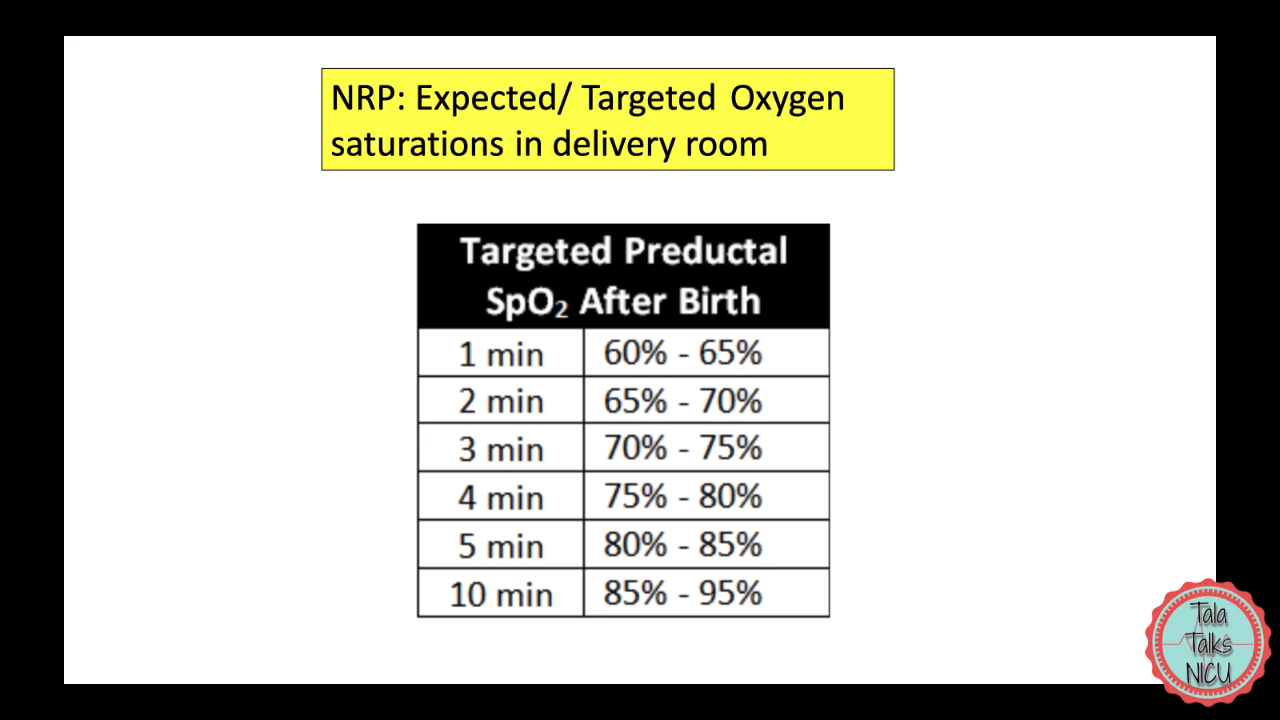 NRP: Expected/ Targeted Oxygen
saturations in delivery room
Targeted Preductal
SpO₂ After Birth
1 min 60% - 65%
2 min 65% - 70%
3 min 70% - 75%
4 min 75% - 80%
5 min 80% - 85%
10 min 85% - 95%
Tala
Talks
NICU